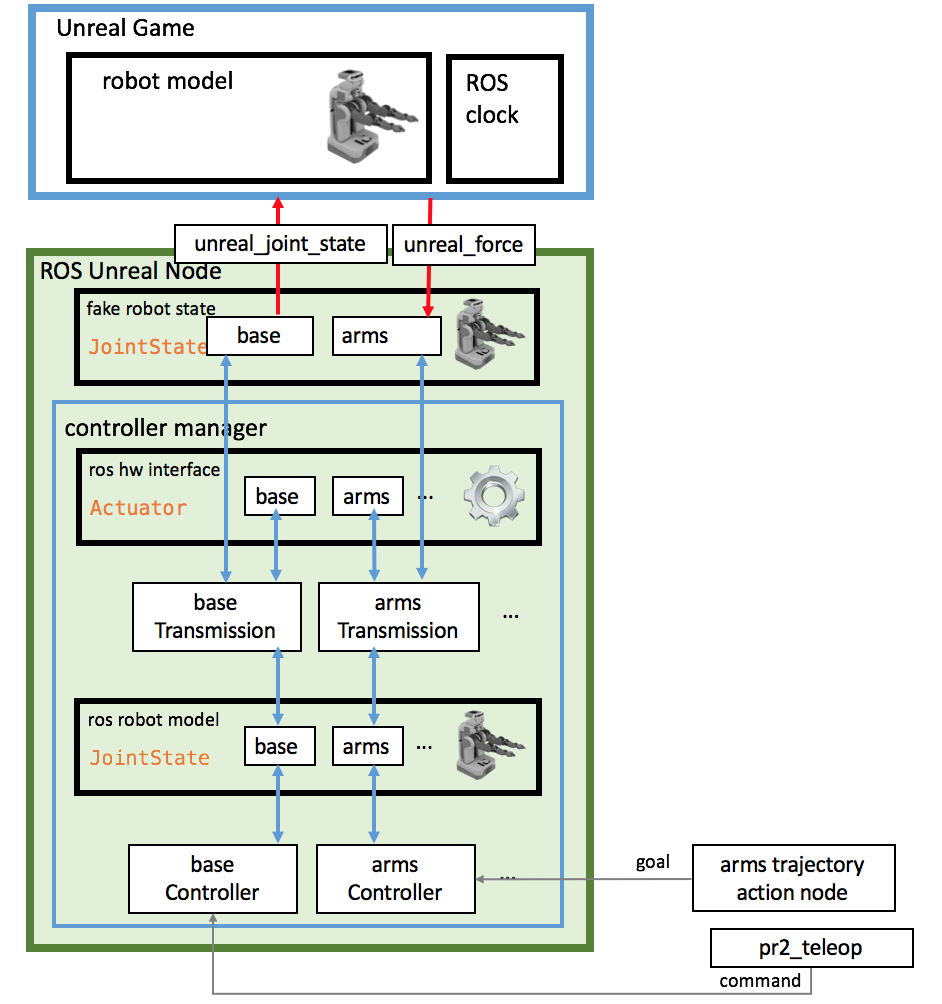 Unreal Game
robot model
ROS
clock
unreal_joint_state
unreal_force
ROS Unreal Node
fake robot state
JointState
base
arms
controller manager
ros hw interface
Actuator
base
arms
...
base
Transmission
arms
Transmission
...
ros robot model
JointState
base
arms
...
base
Controller
arms
Controller
...
goal
arms trajectory
action node
pr2_teleop
command